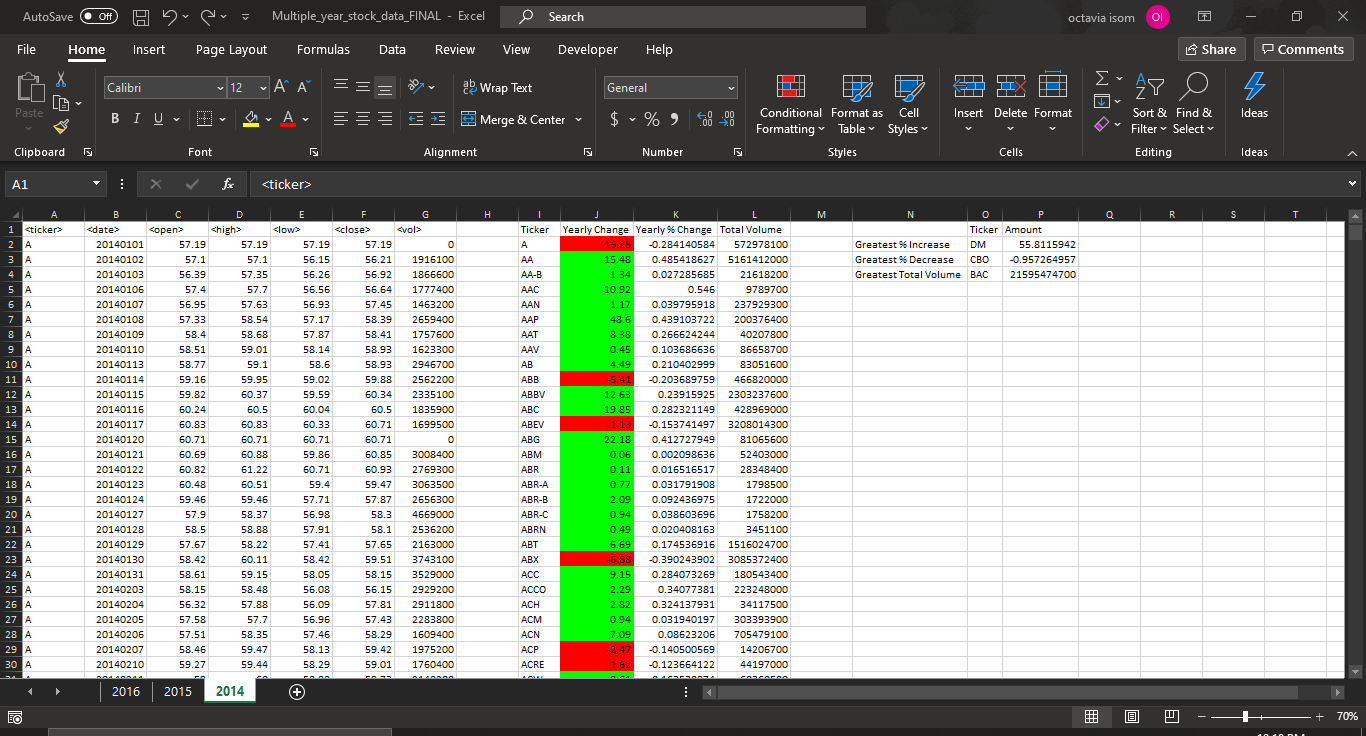 AutoSave Off Multiple_year_stock_data_FINAL - Excel Search octavia isom OI
File Home Insert Page Layout Formulas Data Review View Developer Help Share Comments
Paste Calibri 12 Wrap Text General Conditional Formatting Format as Table Cell Styles Insert Delete Format Sort & Filter Find & Select Ideas
B I U A Merge & Center $ % 9
Clipboard Font Alignment Number Styles Cells Editing Ideas
A1 fx <ticker>
A B C D E F G H I J K L M N O P Q R S T
1 <ticker> <date> <open> <high> <low> <close> <vol> Ticker Yearly Change Yearly % Change Total Volume Ticker Amount
2 A 20140101 57.19 57.19 57.19 57.19 0 A -16.25 -0.284140584 572978100 Greatest % Increase DM 55.8115942
3 A 20140102 57.1 57.1 56.15 56.21 1916100 AA 15.48 0.485418627 5161412000 Greatest % Decrease CBO -0.957264957
4 A 20140103 56.39 57.35 56.26 56.92 1866600 AA-B 1.34 0.027285685 21618200 Greatest Total Volume BAC 21595474700
5 A 20140106 57.4 57.7 56.56 56.64 1777400 AAC 10.92 0.546 9789700
6 A 20140107 56.95 57.63 56.93 57.45 1463200 AAN 1.17 0.039795918 237929300
7 A 20140108 57.33 58.54 57.17 58.39 2659400 AAP 48.6 0.439103722 200376400
8 A 20140109 58.4 58.68 57.87 58.41 1757600 AAT 8.38 0.266624244 40207800
9 A 20140110 58.51 59.01 58.14 58.93 1623300 AAV 0.45 0.103686636 86658700
10 A 20140113 58.77 59.1 58.6 58.93 2946700 AB 4.49 0.210402999 83051600
11 A 20140114 59.16 59.95 59.02 59.88 2562200 ABB -5.41 -0.203689759 466820000
12 A 20140115 59.82 60.37 59.59 60.34 2335100 ABBV 12.63 0.23915925 2303237600
13 A 20140116 60.24 60.5 60.04 60.5 1835900 ABC 19.85 0.282321149 428969000
14 A 20140117 60.83 60.83 60.33 60.71 1699500 ABEV -1.13 -0.153741497 3208014300
15 A 20140120 60.71 60.71 60.71 60.71 0 ABG 22.18 0.412727949 81065600
16 A 20140121 60.69 60.88 59.86 60.85 3008400 ABM 0.06 0.002098636 52403000
17 A 20140122 60.82 61.22 60.71 60.93 2769300 ABR 0.11 0.016516517 28348400
18 A 20140123 60.48 60.51 59.4 59.47 3063500 ABR-A 0.77 0.031791908 1798500
19 A 20140124 59.46 59.46 57.71 57.87 2656300 ABR-B 2.09 0.092436975 1722000
20 A 20140127 57.9 58.37 56.98 58.3 4669000 ABR-C 0.94 0.038603696 1758200
21 A 20140128 58.5 58.88 57.91 58.1 2536200 ABRN 0.49 0.020408163 3451100
22 A 20140129 57.67 58.22 57.41 57.65 2163000 ABT 6.69 0.174536916 1516024700
23 A 20140130 58.42 60.11 58.42 59.51 3743100 ABX -6.88 -0.390243902 3085372400
24 A 20140131 58.61 59.15 58.05 58.15 3529000 ACC 9.15 0.284073269 180543400
25 A 20140203 58.15 58.48 56.08 56.15 2929200 ACCO 2.29 0.34077381 223248000
26 A 20140204 56.32 57.88 56.09 57.81 2911800 ACH 2.82 0.324137931 34117500
27 A 20140205 57.58 57.7 56.96 57.43 2283800 ACM 0.94 0.031940197 303393900
28 A 20140206 57.51 58.35 57.46 58.29 1609400 ACN 7.09 0.08623206 705479100
29 A 20140207 58.46 59.47 58.13 59.42 1975200 ACP -2.47 -0.140500569 14206700
30 A 20140210 59.27 59.44 58.29 59.01 1760400 ACRE -1.62 -0.123664122 44197000
2016 2015 2014
70%